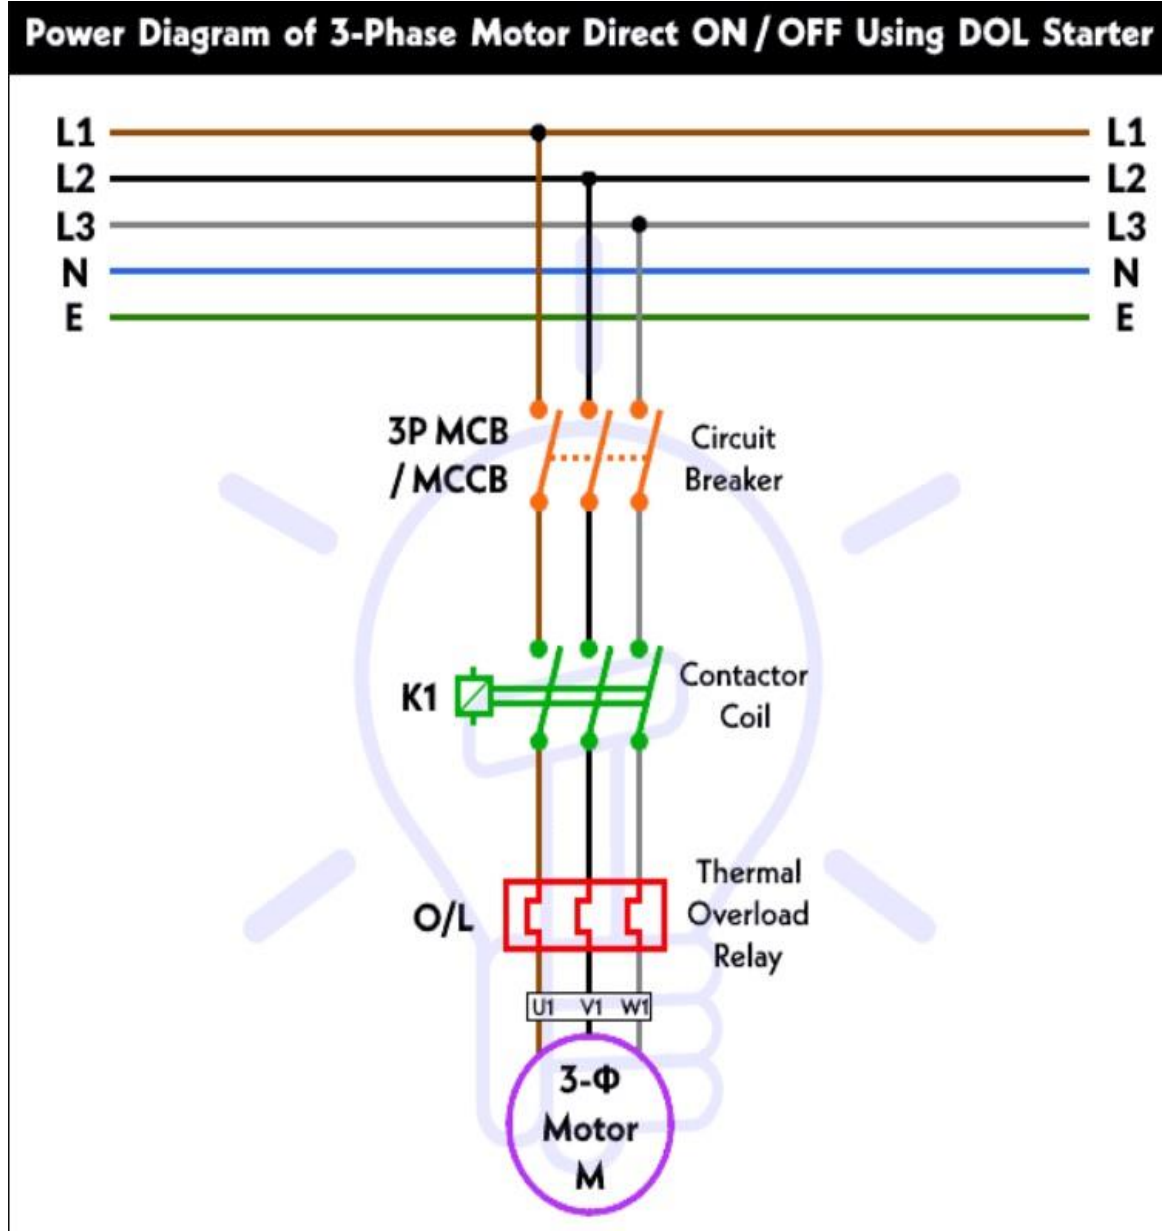 Power Diagram of 3-Phase Motor Direct ON/OFF Using DOL Starter
L1 L1
L2 L2
L3 L3
N N
E E
3P MCB
/ MCCB
Circuit
Breaker
K1
Contactor
Coil
O/L
Thermal
Overload
Relay
U1 V1 W1
3-Φ
Motor
M